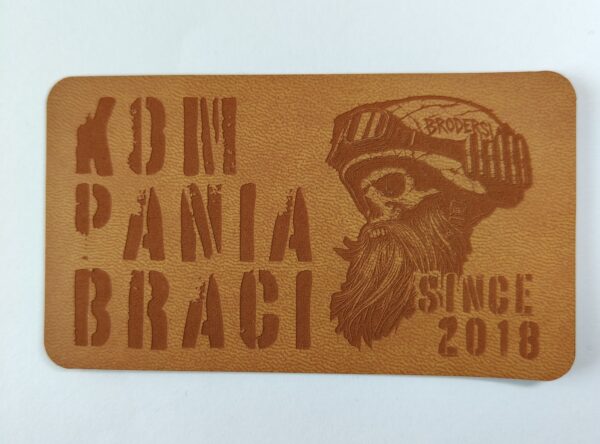 KOM
PANIA
BRACI
BRODERS!
SINCE
2018